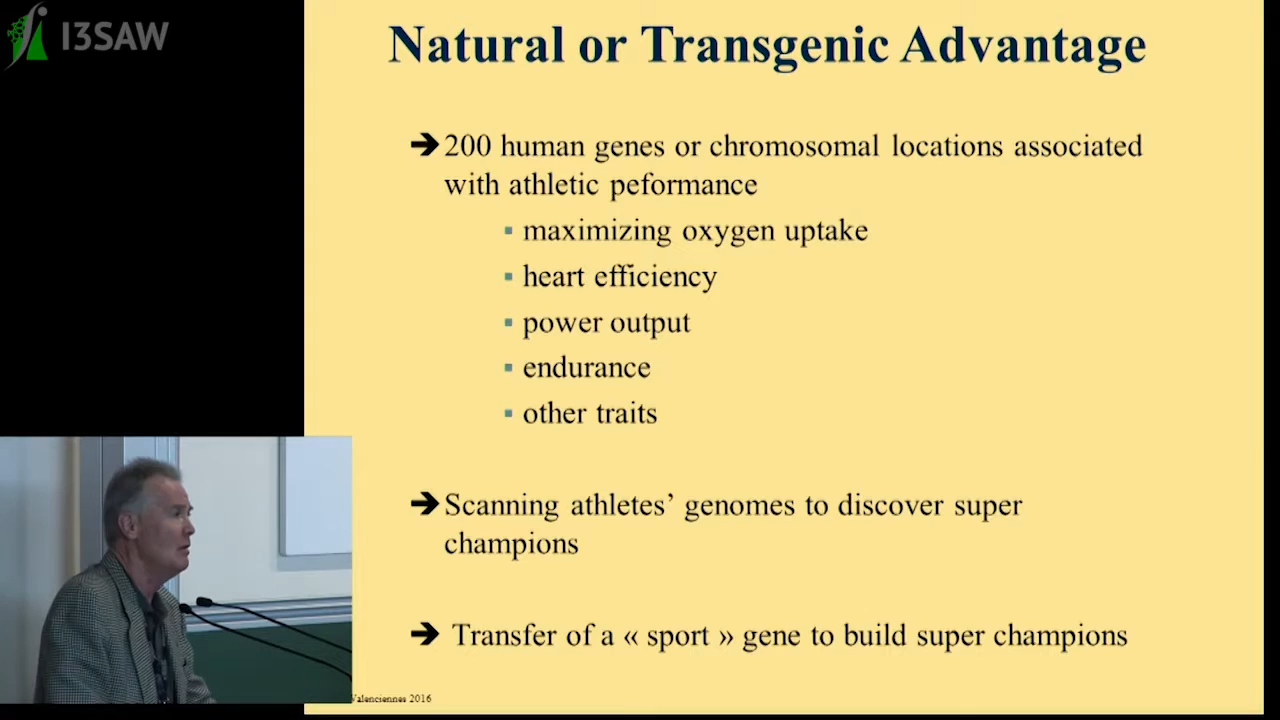 I3SAW
Natural or Transgenic Advantage
➔ 200 human genes or chromosomal locations associated
with athletic peformance
▪ maximizing oxygen uptake
▪ heart efficiency
▪ power output
▪ endurance
▪ other traits
➔ Scanning athletes’ genomes to discover super
champions
➔ Transfer of a « sport » gene to build super champions
Valenciennes 2016